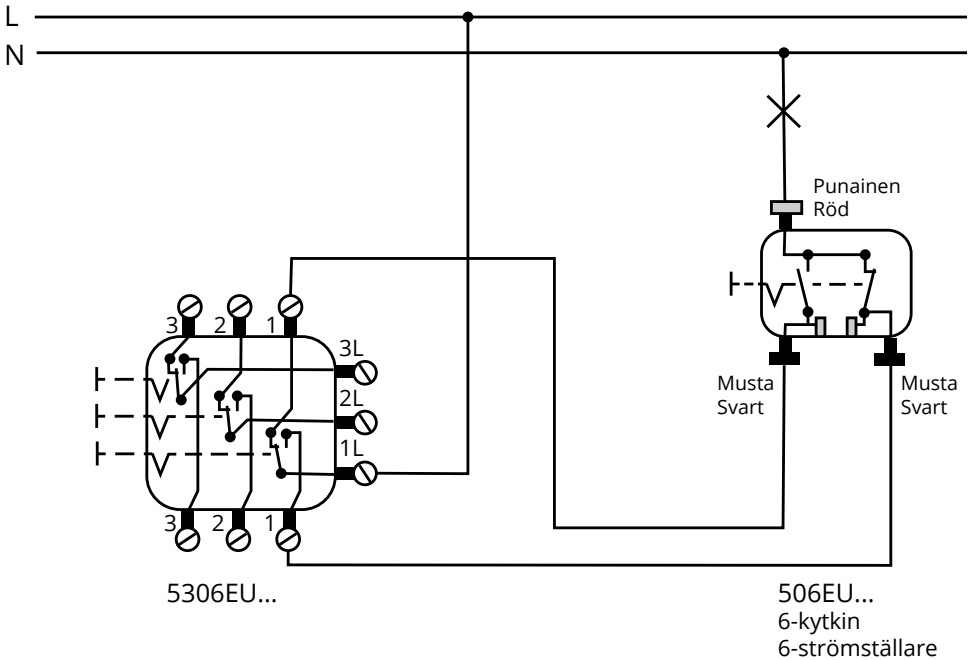 L
N
Punainen
Röd
3 2 1
3L
2L
1L
3 2 1
Musta
Svart
Musta
Svart
5306EU...
506EU...
6-kytkin
6-strömställare